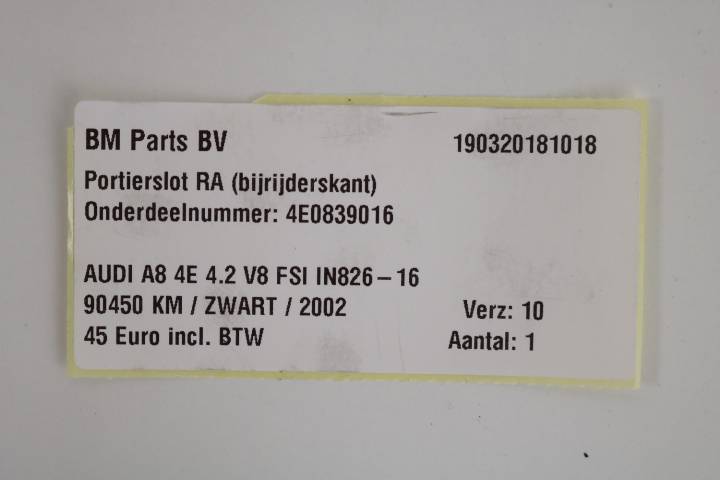 BM Parts BV 190320181018
Portierslot RA (bijrijderskant)
Onderdeelnummer: 4E0839016
AUDI A8 4E 4.2 V8 FSI IN826-16
90450 KM / ZWART / 2002 Verz: 10
45 Euro incl. BTW Aantal: 1